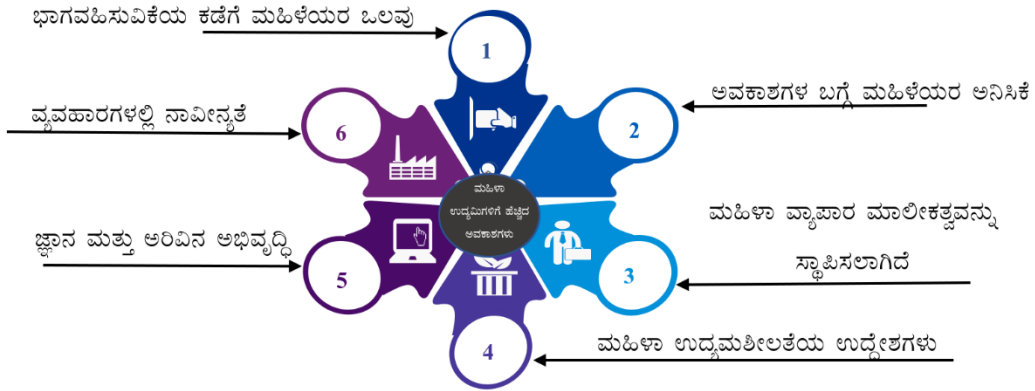 ಭಾಗವಹಿಸುವಿಕೆಯ ಕಡೆಗೆ ಮಹಿಳೆಯರ ಒಲವು
1
ಅವಕಾಶಗಳ ಬಗ್ಗೆ ಮಹಿಳೆಯರ ಅನಿಸಿಕೆ
2
ಮಹಿಳಾ ವ್ಯಾಪಾರ ಮಾಲೀಕತ್ವವನ್ನು
ಸ್ಥಾಪಿಸಲಾಗಿದೆ
3
ಮಹಿಳಾ ಉದ್ಯಮಶೀಲತೆಯ ಉದ್ದೇಶಗಳು
4
ಜ್ಞಾನ ಮತ್ತು ಅರಿವಿನ ಅಭಿವೃದ್ಧಿ
5
ವ್ಯವಹಾರಗಳಲ್ಲಿ ನಾವೀನ್ಯತೆ
6
ಮಹಿಳಾ
ಉದ್ಯಮಿಗಳಿಗೆ ಹೆಚ್ಚಿದ
ಅವಕಾಶಗಳು